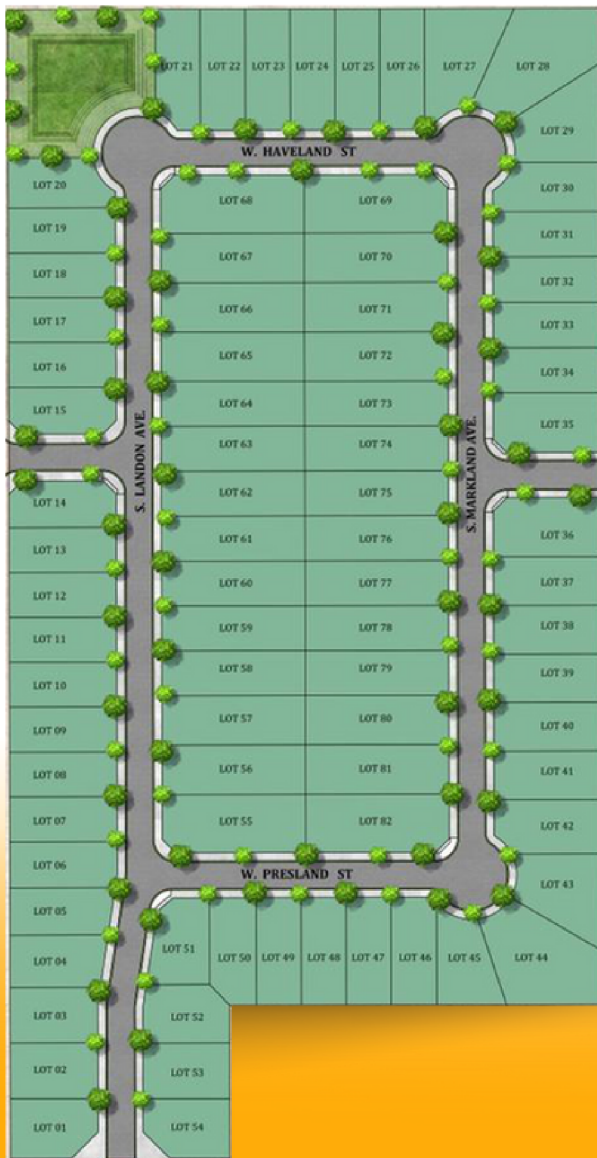 LOT 21
LOT 22
LOT 23
LOT 24
LOT 25
LOT 26
LOT 27
LOT 28
LOT 29
W. HAVELAND ST
LOT 20
LOT 68
LOT 69
LOT 30
LOT 19
LOT 67
LOT 70
LOT 31
LOT 18
LOT 66
LOT 71
LOT 32
LOT 17
LOT 65
LOT 72
LOT 33
LOT 16
LOT 64
LOT 73
LOT 34
LOT 15
LOT 63
LOT 74
LOT 35
S. LANDON AVE.
S. MARKLAND AVE.
LOT 14
LOT 62
LOT 75
LOT 36
LOT 13
LOT 61
LOT 76
LOT 37
LOT 12
LOT 60
LOT 77
LOT 38
LOT 11
LOT 59
LOT 78
LOT 39
LOT 10
LOT 58
LOT 79
LOT 40
LOT 09
LOT 57
LOT 80
LOT 41
LOT 08
LOT 56
LOT 81
LOT 42
LOT 07
LOT 55
LOT 82
LOT 06
W. PRESLAND ST
LOT 43
LOT 05
LOT 51
LOT 50
LOT 49
LOT 48
LOT 47
LOT 46
LOT 45
LOT 44
LOT 04
LOT 03
LOT 52
LOT 02
LOT 53
LOT 01
LOT 54